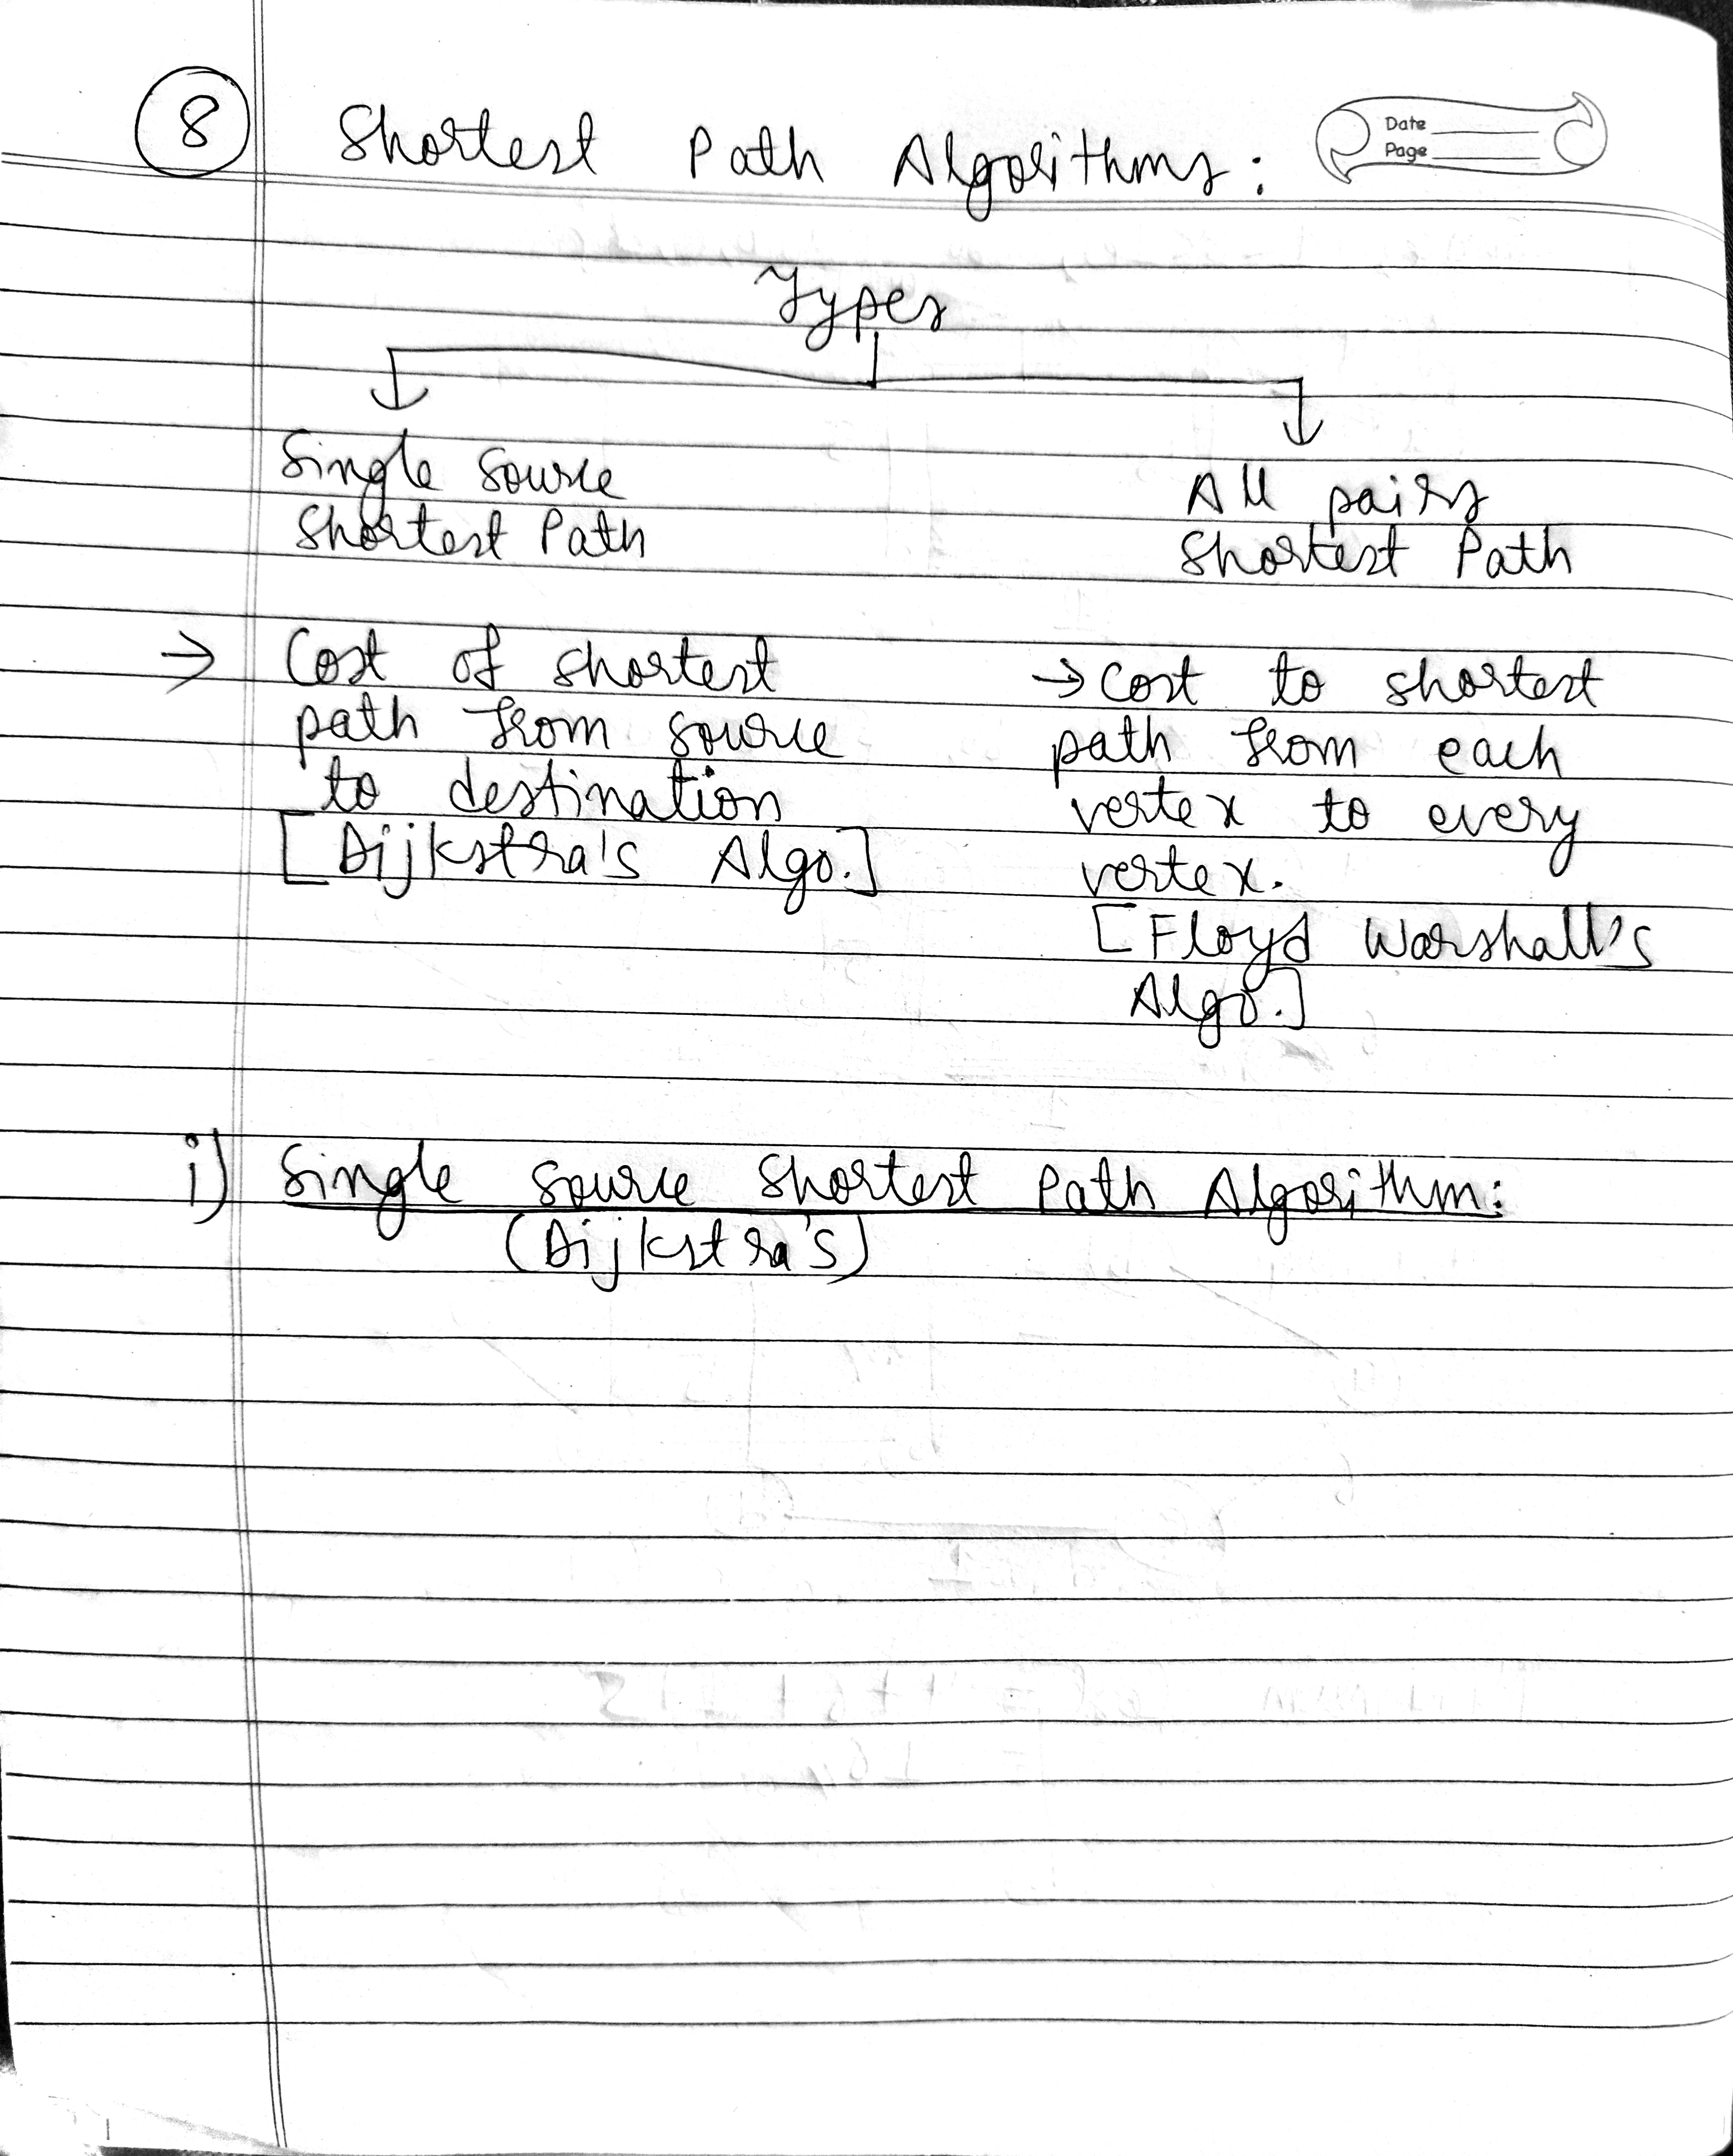 8 Shortest Path Algorithms:
Date
Page
Types
Single Source
Shortest Path
→ Cost of shortest
path from source
to destination
[Dijkstra's Algo.]
All pairs
Shortest Path
→ Cost to shortest
path from each
vertex to every
vertex.
[Floyd Warshall's
Algo.]
i) Single Source Shortest Path Algorithm:
(Dijkstra's)